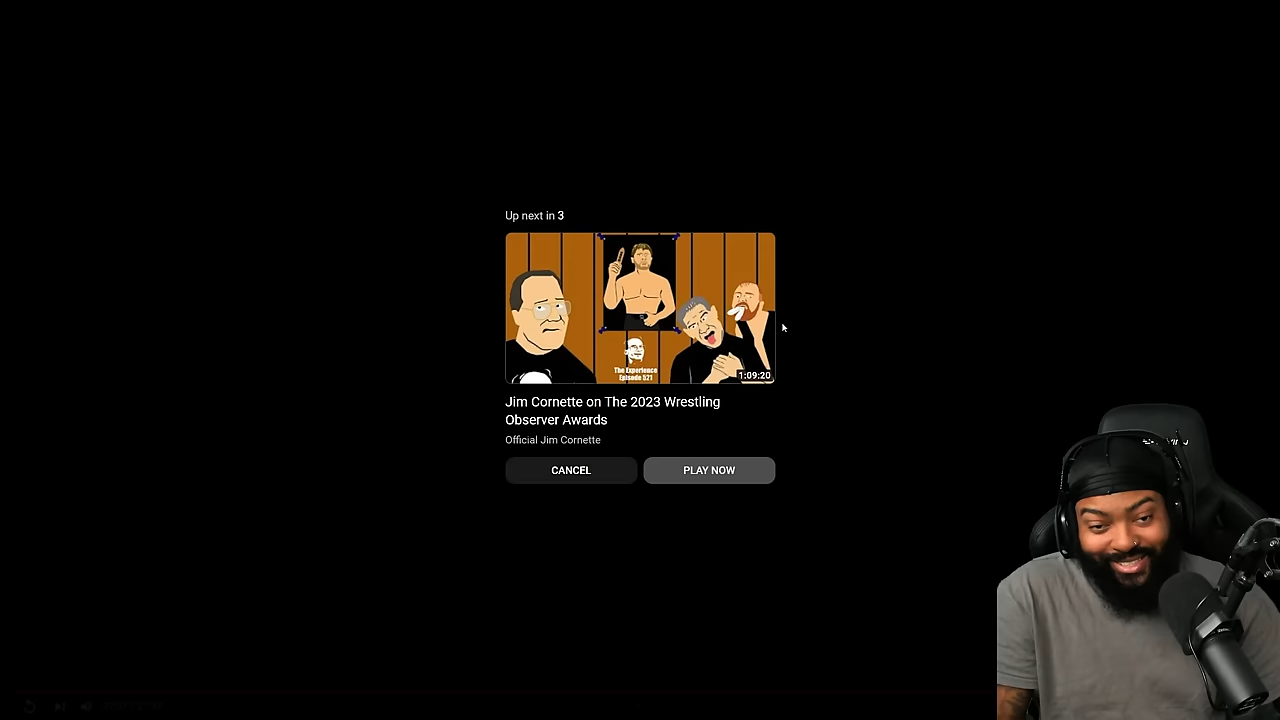 Up next in 3
The Experience
Episode 521
1:09:20
Jim Cornette on The 2023 Wrestling
Observer Awards
Official Jim Cornette
CANCEL
PLAY NOW